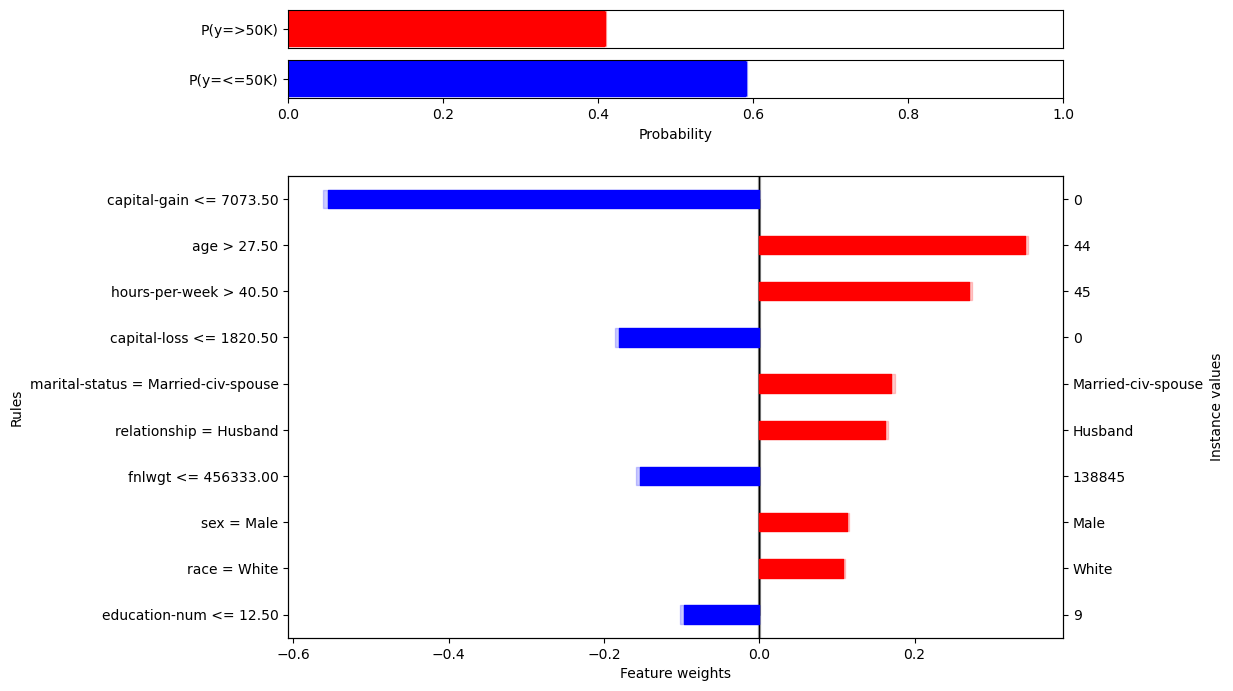 P(y=>50K)
P(y=<=50K)
0.0 0.2 0.4 0.6 0.8 1.0
Probability
Rules
capital-gain <= 7073.50 0
age > 27.50 44
hours-per-week > 40.50 45
capital-loss <= 1820.50 0
marital-status = Married-civ-spouse Married-civ-spouse
relationship = Husband Husband
fnlwgt <= 456333.00 138845
sex = Male Male
race = White White
education-num <= 12.50 9
Instance values
−0.6 −0.4 −0.2 0.0 0.2
Feature weights